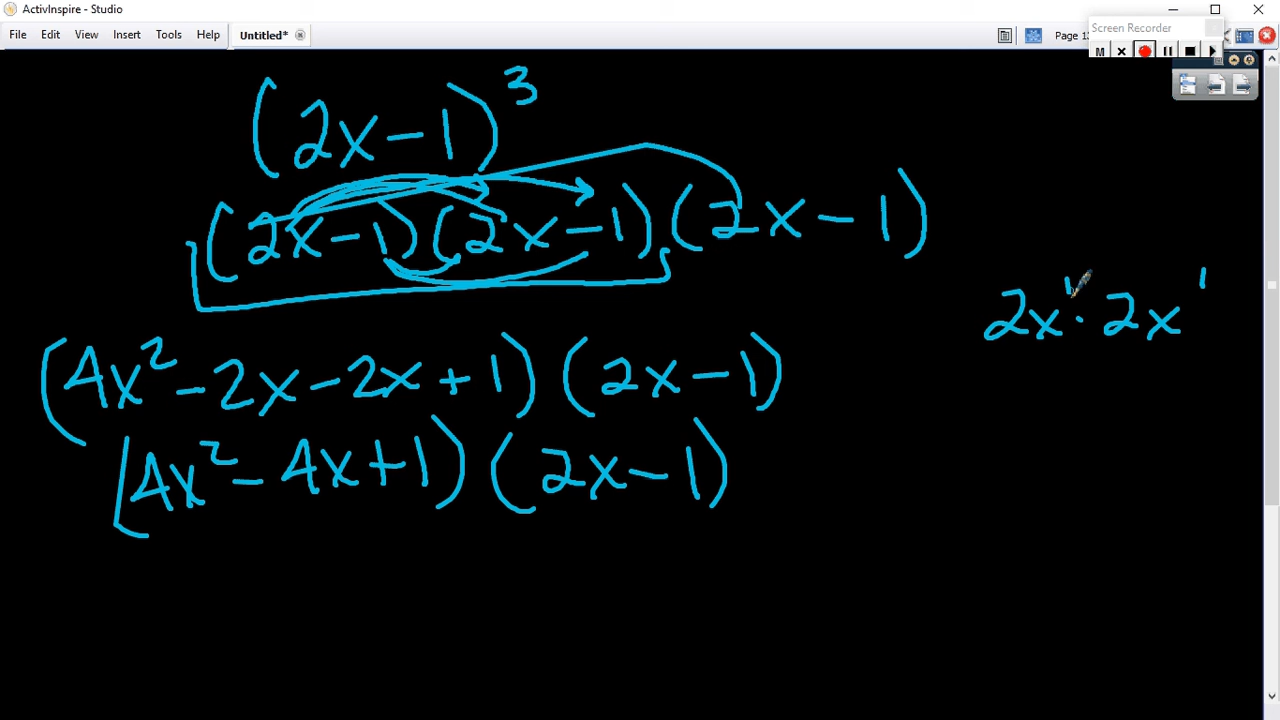 ActivInspire - Studio
File Edit View Insert Tools Help Untitled*
Screen Recorder
M
(2x-1)³
(2x-1)(2x-1)(2x-1)
2x¹·2x¹
(4x²-2x-2x+1)(2x-1)
(4x²-4x+1)(2x-1)